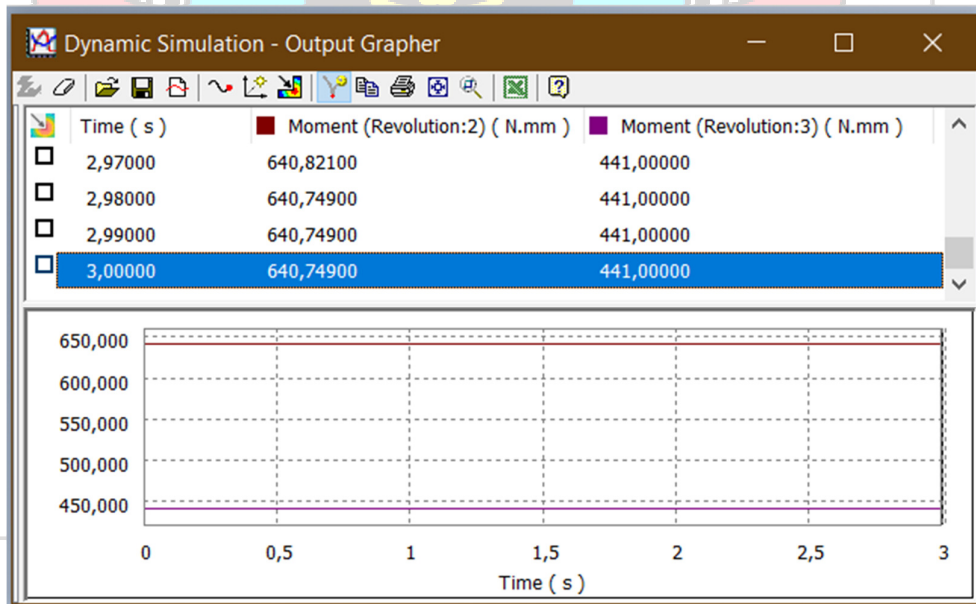 Dynamic Simulation - Output Grapher
Time ( s ) Moment (Revolution:2) ( N.mm ) Moment (Revolution:3) ( N.mm )
2,97000 640,82100 441,00000
2,98000 640,74900 441,00000
2,99000 640,74900 441,00000
3,00000 640,74900 441,00000
650,000
600,000
550,000
500,000
450,000
0 0,5 1 1,5 2 2,5 3
Time ( s )